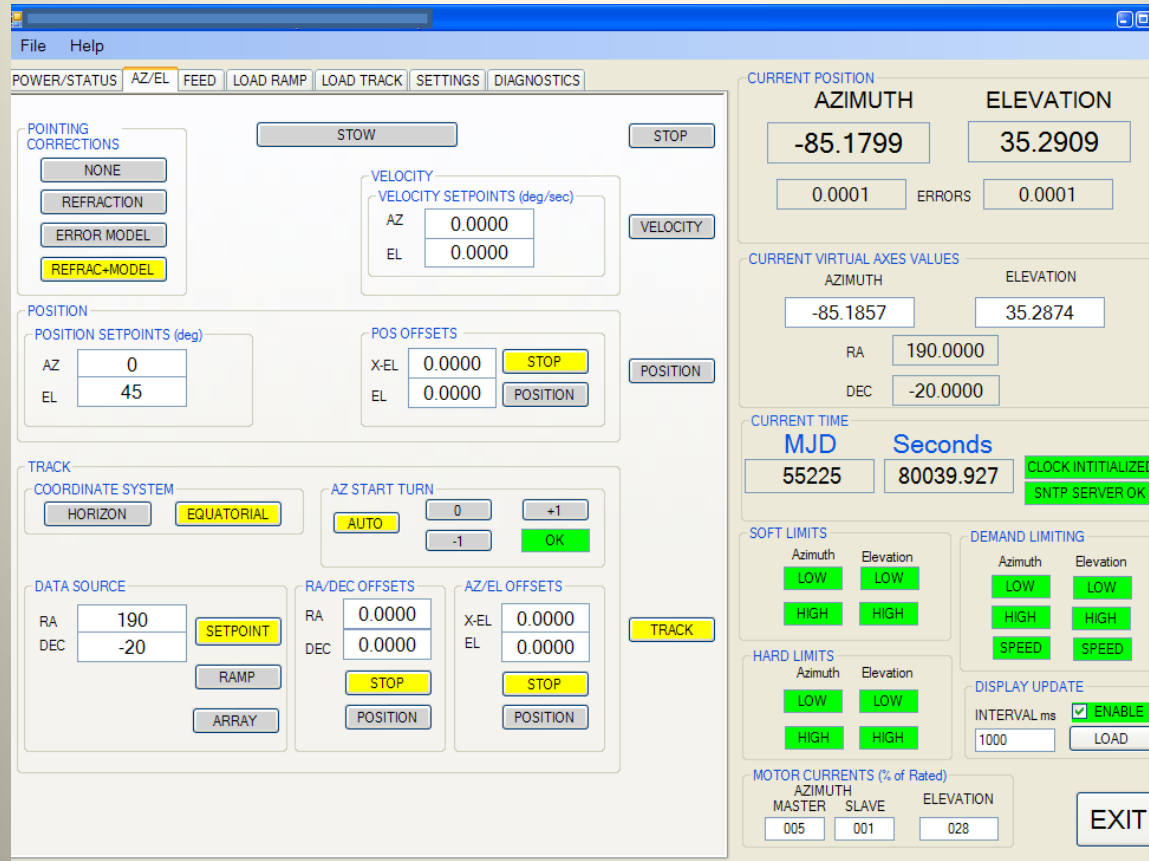 File Help
POWER/STATUS AZ/EL FEED LOAD RAMP LOAD TRACK SETTINGS DIAGNOSTICS
POINTING
CORRECTIONS
NONE
REFRACTION
ERROR MODEL
REFRAC+MODEL
STOW
STOP
VELOCITY
VELOCITY SETPOINTS (deg/sec)
AZ 0.0000
EL 0.0000
VELOCITY
POSITION
POSITION SETPOINTS (deg)
AZ 0
EL 45
POS OFFSETS
X-EL 0.0000 STOP
EL 0.0000 POSITION
POSITION
TRACK
COORDINATE SYSTEM
HORIZON EQUATORIAL
AZ START TURN
AUTO 0 +1
-1 OK
DATA SOURCE
RA 190
DEC -20
SETPOINT
RAMP
ARRAY
RA/DEC OFFSETS
RA 0.0000
DEC 0.0000
STOP
POSITION
AZ/EL OFFSETS
X-EL 0.0000
EL 0.0000
STOP
POSITION
TRACK
CURRENT POSITION
AZIMUTH ELEVATION
-85.1799 35.2909
0.0001 ERRORS 0.0001
CURRENT VIRTUAL AXES VALUES
AZIMUTH ELEVATION
-85.1857 35.2874
RA 190.0000
DEC -20.0000
CURRENT TIME
MJD Seconds
55225 80039.927
CLOCK INTITIALIZED
SNTP SERVER OK
SOFT LIMITS
Azimuth Elevation
LOW LOW
HIGH HIGH
DEMAND LIMITING
Azimuth Elevation
LOW LOW
HIGH HIGH
SPEED SPEED
HARD LIMITS
Azimuth Elevation
LOW LOW
HIGH HIGH
DISPLAY UPDATE
INTERVAL ms ENABLE
1000 LOAD
MOTOR CURRENTS (% of Rated)
AZIMUTH
MASTER SLAVE ELEVATION
005 001 028
EXIT